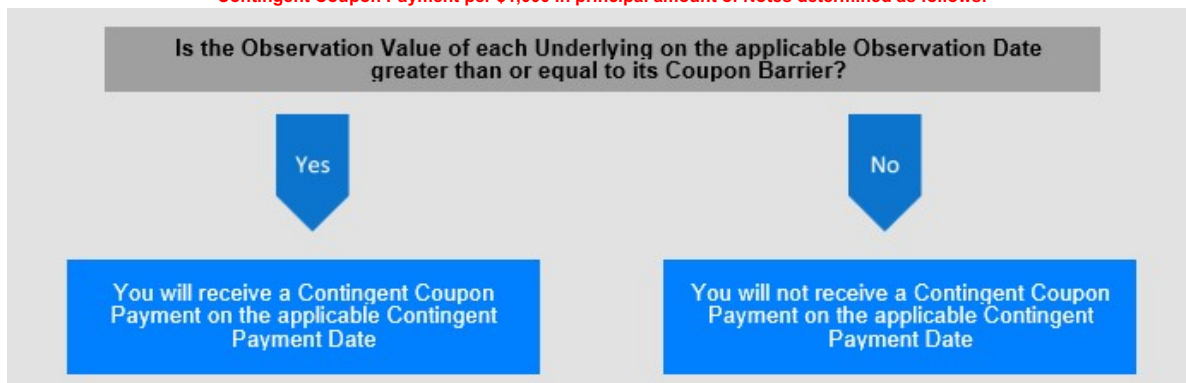 Contingent Coupon Payment per $1,000 in principal amount of Notes determined as follows:
Is the Observation Value of each Underlying on the applicable Observation Date
greater than or equal to its Coupon Barrier?
Yes
No
You will receive a Contingent Coupon
Payment on the applicable Contingent
Payment Date
You will not receive a Contingent Coupon
Payment on the applicable Contingent
Payment Date